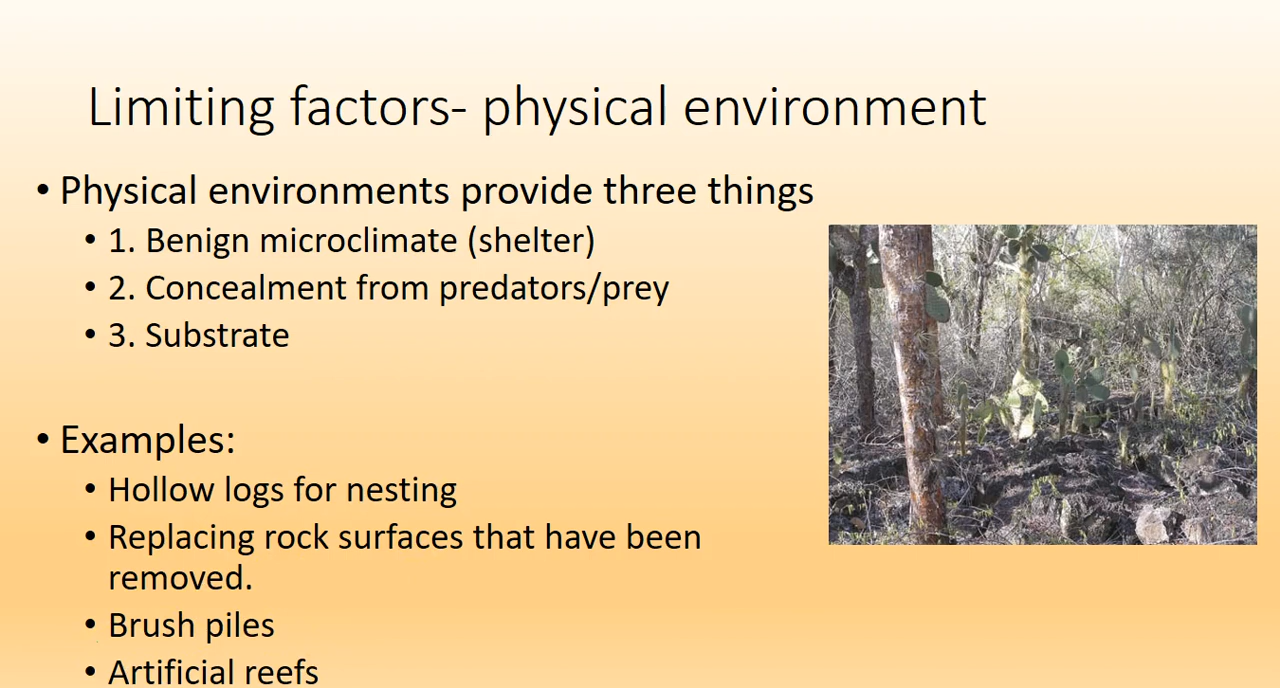 Limiting factors- physical environment
• Physical environments provide three things
• 1. Benign microclimate (shelter)
• 2. Concealment from predators/prey
• 3. Substrate
• Examples:
• Hollow logs for nesting
• Replacing rock surfaces that have been
removed.
• Brush piles
• Artificial reefs